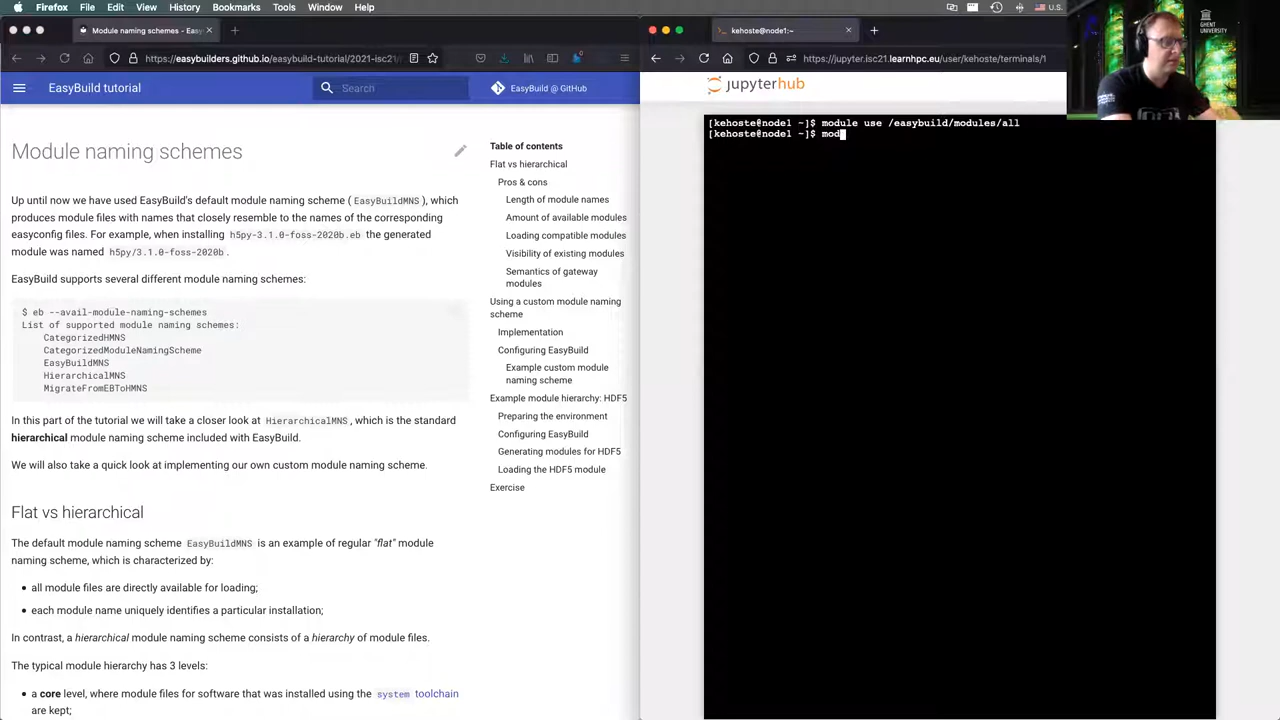 Firefox File Edit View History Bookmarks Tools Window Help
U.S.
Module naming schemes - Eas
kehoste@node1:~
https://easybuilders.github.io/easybuild-tutorial/2021-isc21/
https://jupyter.isc21.learnhpc.eu/user/kehoste/terminals/1
GHENT
UNIVERSITY
EasyBuild tutorial
Search
EasyBuild @ GitHub
jupyterhub
[kehoste@node1 ~]$ module use /easybuild/modules/all
[kehoste@node1 ~]$ mod
Module naming schemes
Up until now we have used EasyBuild's default module naming scheme ( EasyBuildMNS ), which
produces module files with names that closely resemble to the names of the corresponding
easyconfig files. For example, when installing h5py-3.1.0-foss-2020b.eb the generated
module was named h5py/3.1.0-foss-2020b .
EasyBuild supports several different module naming schemes:
$ eb --avail-module-naming-schemes
List of supported module naming schemes:
CategorizedHMNS
CategorizedModuleNamingScheme
EasyBuildMNS
HierarchicalMNS
MigrateFromEBToHMNS
In this part of the tutorial we will take a closer look at HierarchicalMNS , which is the standard
hierarchical module naming scheme included with EasyBuild.
We will also take a quick look at implementing our own custom module naming scheme.
Flat vs hierarchical
The default module naming scheme EasyBuildMNS is an example of regular "flat" module
naming scheme, which is characterized by:
all module files are directly available for loading;
each module name uniquely identifies a particular installation;
In contrast, a hierarchical module naming scheme consists of a hierarchy of module files.
The typical module hierarchy has 3 levels:
a core level, where module files for software that was installed using the system toolchain
are kept;
Table of contents
Flat vs hierarchical
Pros & cons
Length of module names
Amount of available modules
Loading compatible modules
Visibility of existing modules
Semantics of gateway
modules
Using a custom module naming
scheme
Implementation
Configuring EasyBuild
Example custom module
naming scheme
Example module hierarchy: HDF5
Preparing the environment
Configuring EasyBuild
Generating modules for HDF5
Loading the HDF5 module
Exercise